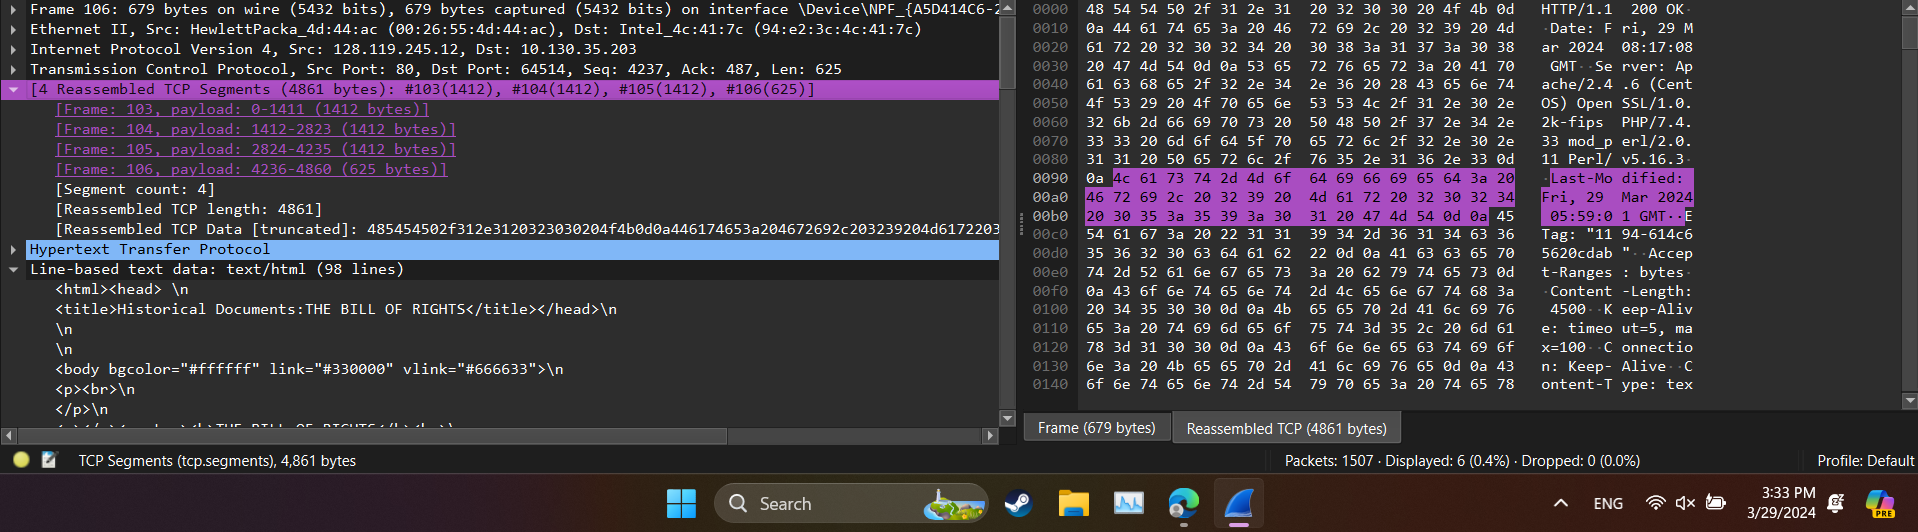 Frame 106: 679 bytes on wire (5432 bits), 679 bytes captured (5432 bits) on interface \Device\NPF_{A5D414C6-2
Ethernet II, Src: HewlettPacka_4d:44:ac (00:26:55:4d:44:ac), Dst: Intel_4c:41:7c (94:e2:3c:4c:41:7c)
Internet Protocol Version 4, Src: 128.119.245.12, Dst: 10.130.35.203
Transmission Control Protocol, Src Port: 80, Dst Port: 64514, Seq: 4237, Ack: 487, Len: 625
[4 Reassembled TCP Segments (4861 bytes): #103(1412), #104(1412), #105(1412), #106(625)]
[Frame: 103, payload: 0-1411 (1412 bytes)]
[Frame: 104, payload: 1412-2823 (1412 bytes)]
[Frame: 105, payload: 2824-4235 (1412 bytes)]
[Frame: 106, payload: 4236-4860 (625 bytes)]
[Segment count: 4]
[Reassembled TCP length: 4861]
[Reassembled TCP Data [truncated]: 485454502f312e3120323030204f4b0d0a446174653a204672692c203239204d6172203
Hypertext Transfer Protocol
Line-based text data: text/html (98 lines)
<html><head> \n
<title>Historical Documents:THE BILL OF RIGHTS</title></head>\n
\n
\n
<body bgcolor="#ffffff" link="#330000" vlink="#666633">\n
<p><br>\n
</p>\n
0000 48 54 54 50 2f 31 2e 31 20 32 30 30 20 4f 4b 0d HTTP/1.1 200 OK·
0010 0a 44 61 74 65 3a 20 46 72 69 2c 20 32 39 20 4d ·Date: F ri, 29 M
0020 61 72 20 32 30 32 34 20 30 38 3a 31 37 3a 30 38 ar 2024 08:17:08
0030 20 47 4d 54 0d 0a 53 65 72 76 65 72 3a 20 41 70 GMT··Se rver: Ap
0040 61 63 68 65 2f 32 2e 34 2e 36 20 28 43 65 6e 74 ache/2.4 .6 (Cent
0050 4f 53 29 20 4f 70 65 6e 53 53 4c 2f 31 2e 30 2e OS) Open SSL/1.0.
0060 32 6b 2d 66 69 70 73 20 50 48 50 2f 37 2e 34 2e 2k-fips PHP/7.4.
0070 33 33 20 6d 6f 64 5f 70 65 72 6c 2f 32 2e 30 2e 33 mod_p erl/2.0.
0080 31 31 20 50 65 72 6c 2f 76 35 2e 31 36 2e 33 0d 11 Perl/ v5.16.3·
0090 0a 4c 61 73 74 2d 4d 6f 64 69 66 69 65 64 3a 20 ·Last-Mo dified:
00a0 46 72 69 2c 20 32 39 20 4d 61 72 20 32 30 32 34 Fri, 29 Mar 2024
00b0 20 30 35 3a 35 39 3a 30 31 20 47 4d 54 0d 0a 45 05:59:0 1 GMT··E
00c0 54 61 67 3a 20 22 31 31 39 34 2d 36 31 34 63 36 Tag: "11 94-614c6
00d0 35 36 32 30 63 64 61 62 22 0d 0a 41 63 63 65 70 5620cdab "··Accep
00e0 74 2d 52 61 6e 67 65 73 3a 20 62 79 74 65 73 0d t-Ranges : bytes·
00f0 0a 43 6f 6e 74 65 6e 74 2d 4c 65 6e 67 74 68 3a ·Content -Length:
0100 20 34 35 30 30 0d 0a 4b 65 65 70 2d 41 6c 69 76 4500··K eep-Aliv
0110 65 3a 20 74 69 6d 65 6f 75 74 3d 35 2c 20 6d 61 e: timeo ut=5, ma
0120 78 3d 31 30 30 0d 0a 43 6f 6e 6e 65 63 74 69 6f x=100··C onnectio
0130 6e 3a 20 4b 65 65 70 2d 41 6c 69 76 65 0d 0a 43 n: Keep- Alive··C
0140 6f 6e 74 65 6e 74 2d 54 79 70 65 3a 20 74 65 78 ontent-T ype: tex
Frame (679 bytes) Reassembled TCP (4861 bytes)
TCP Segments (tcp.segments), 4,861 bytes Packets: 1507 · Displayed: 6 (0.4%) · Dropped: 0 (0.0%) Profile: Default
Search ENG 3:33 PM
3/29/2024
PRE